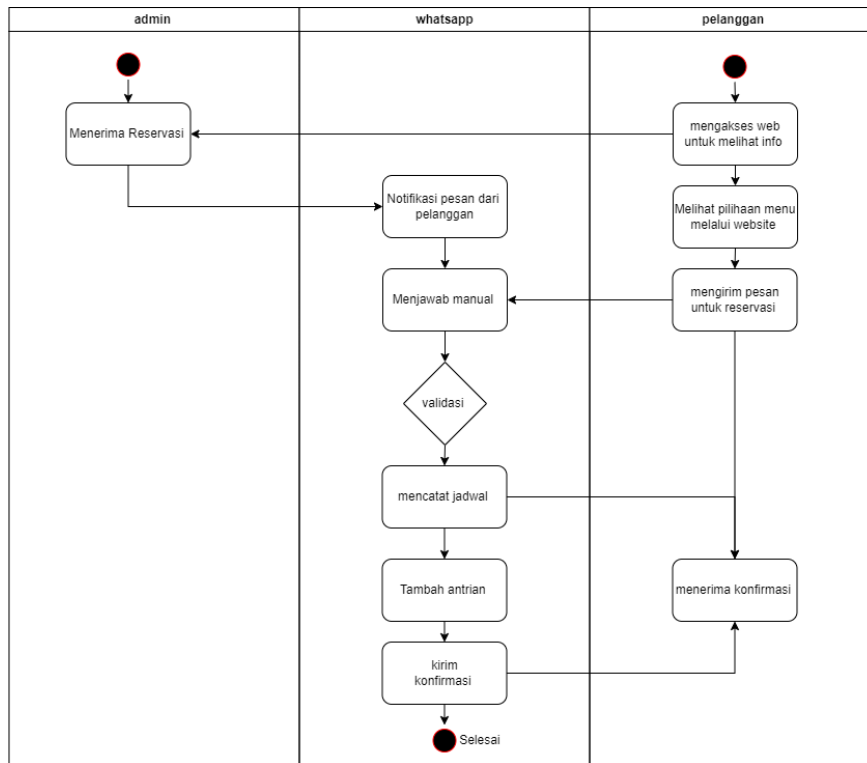 admin
whatsapp
pelanggan
Menerima Reservasi
mengakses web
untuk melihat info
Notifikasi pesan dari
pelanggan
Melihat pilihaan menu
melalui website
Menjawab manual
mengirim pesan
untuk reservasi
validasi
mencatat jadwal
Tambah antrian
menerima konfirmasi
kirim
konfirmasi
Selesai